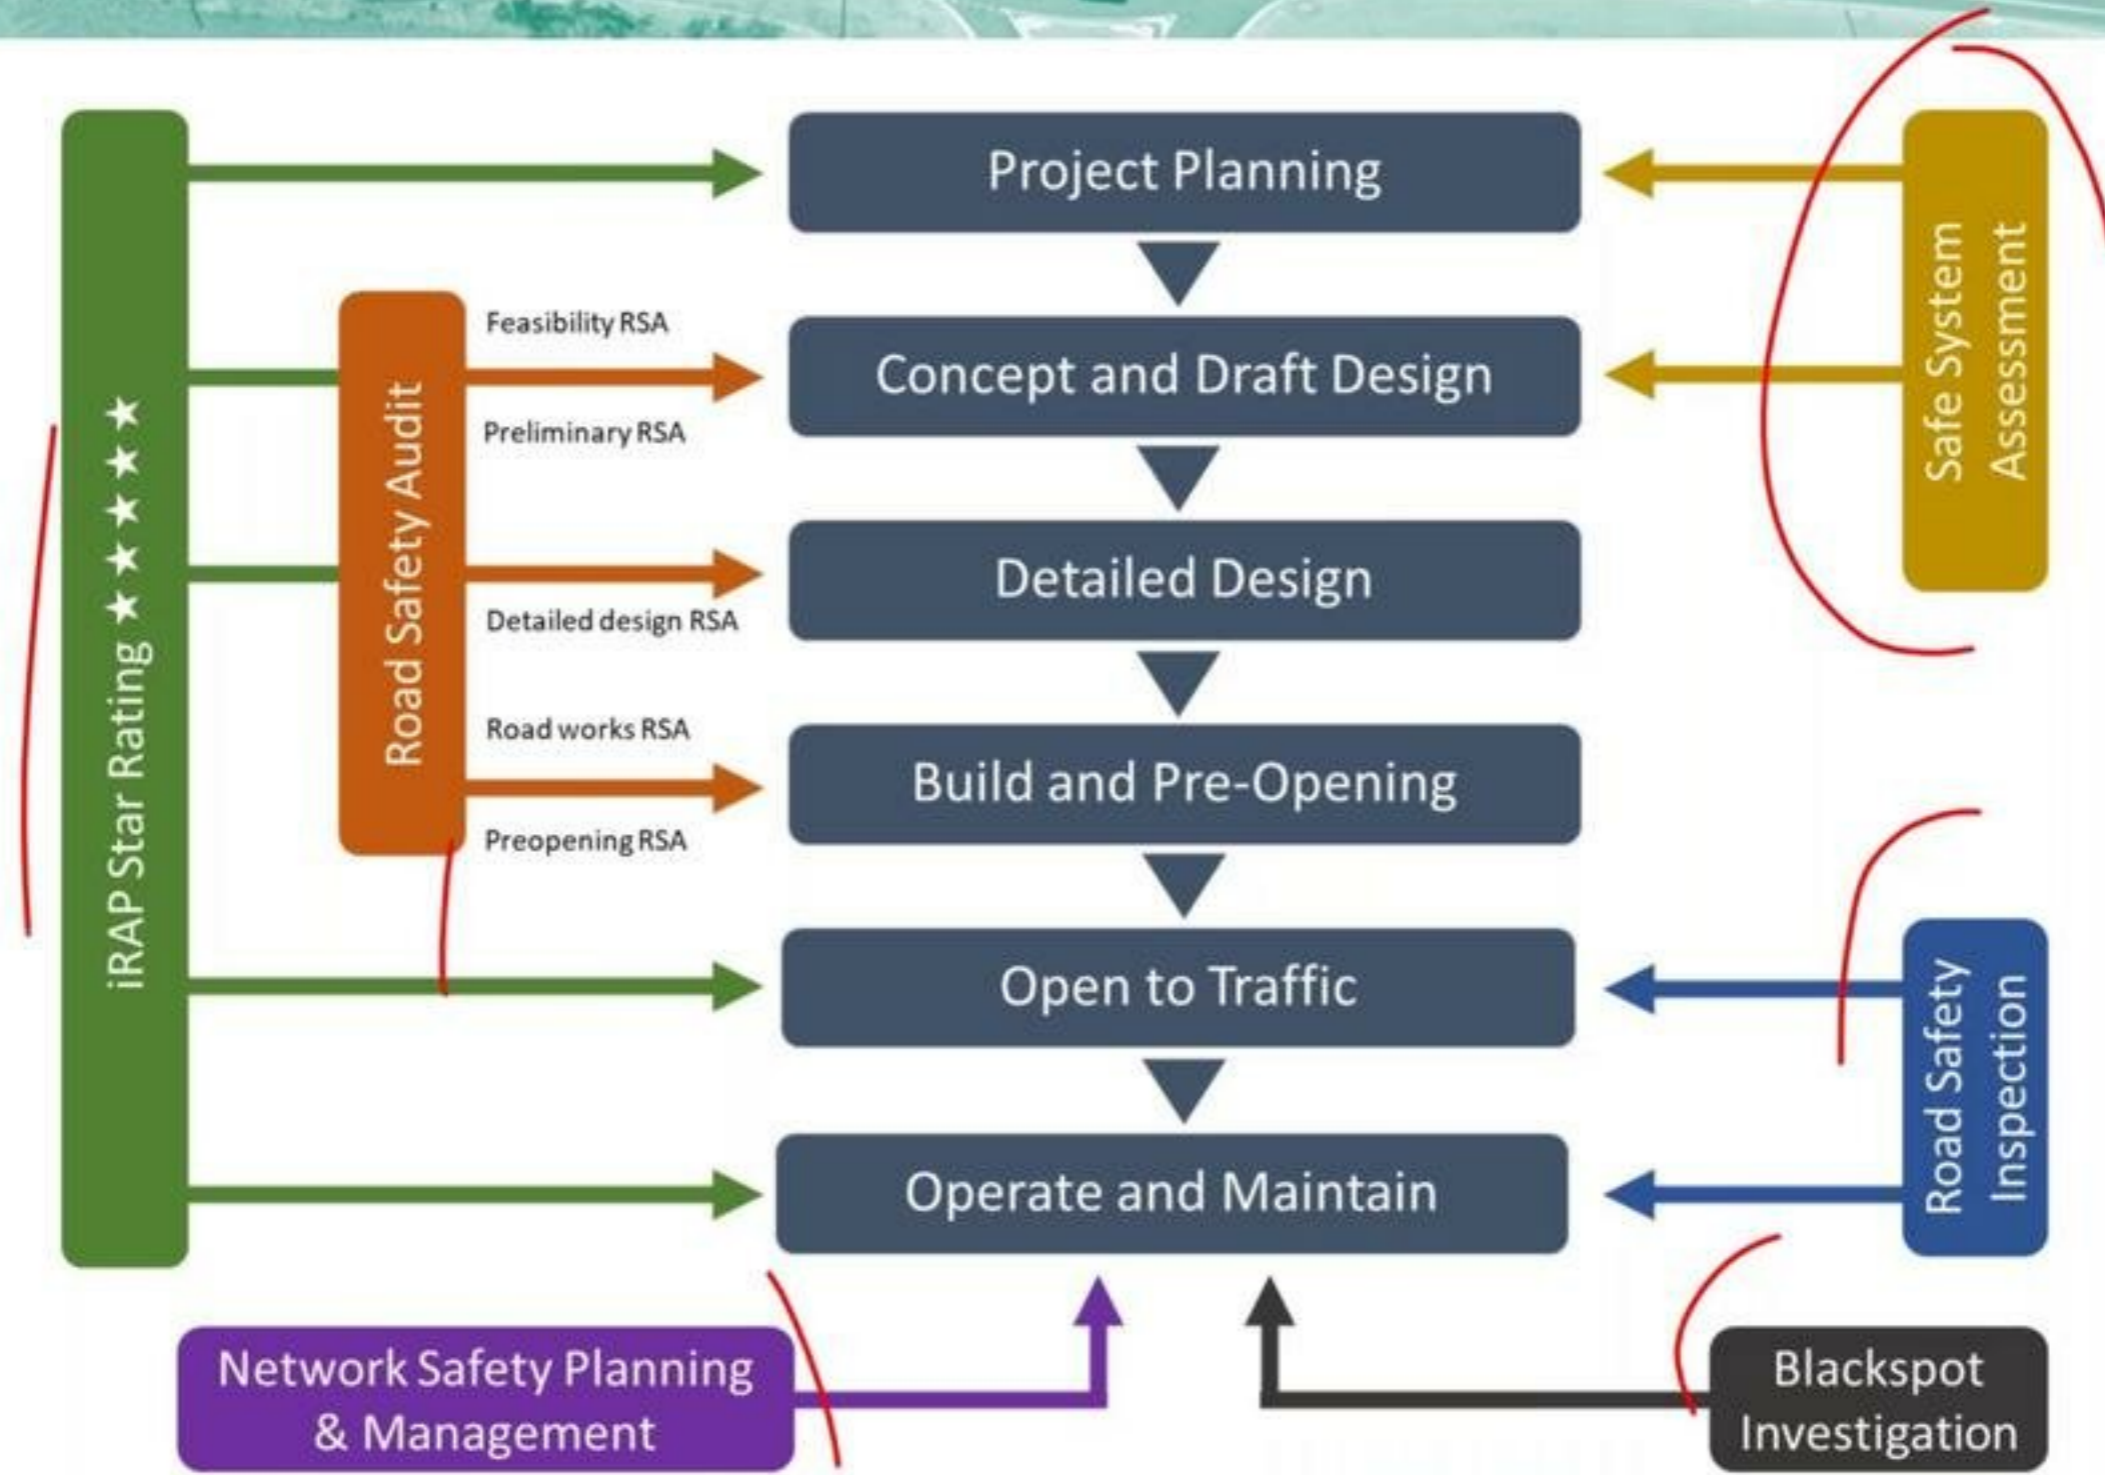 Project Planning
Concept and Draft Design
Detailed Design
Build and Pre-Opening
Open to Traffic
Operate and Maintain
iRAP Star Rating ★ ★ ★ ★ ★
Road Safety Audit
Feasibility RSA
Preliminary RSA
Detailed design RSA
Road works RSA
Preopening RSA
Safe System
Assessment
Road Safety
Inspection
Network Safety Planning
& Management
Blackspot
Investigation